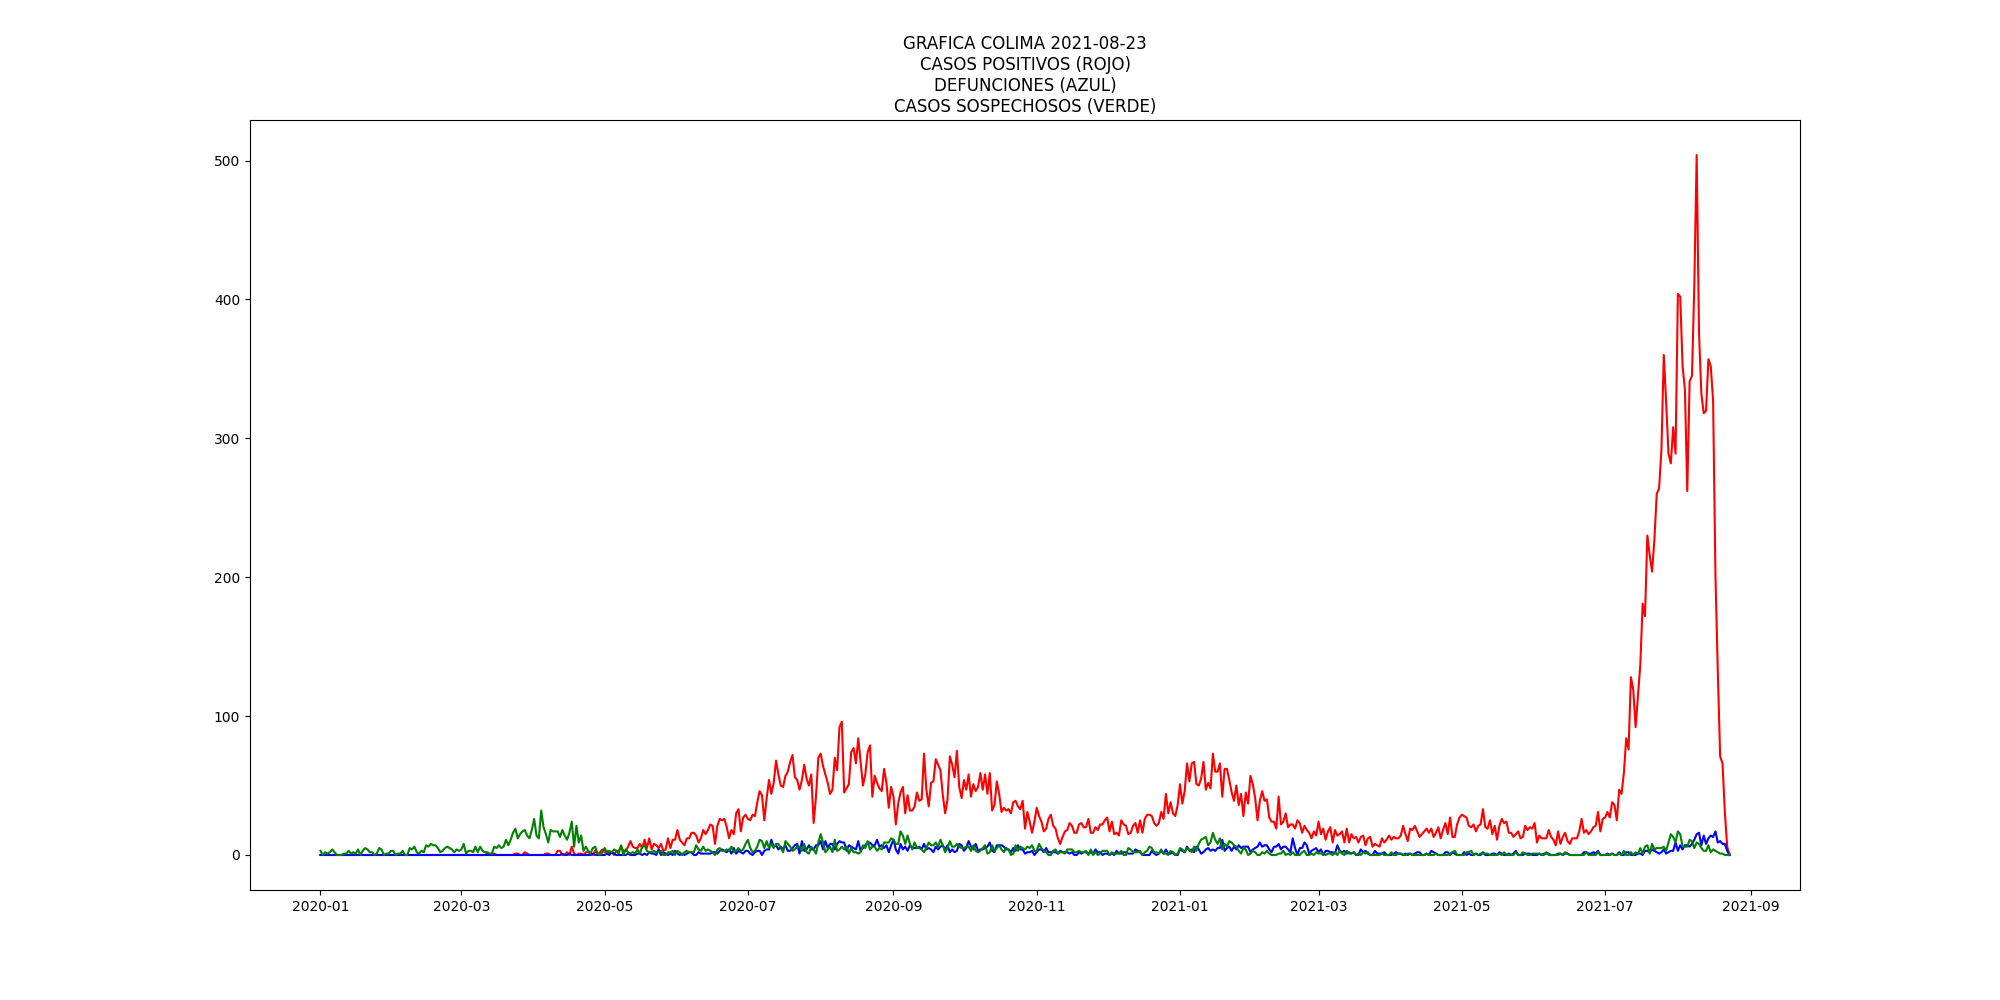 GRAFICA COLIMA 2021-08-23
CASOS POSITIVOS (ROJO)
DEFUNCIONES (AZUL)
CASOS SOSPECHOSOS (VERDE)
500
400
300
200
100
0
2020-01 2020-03 2020-05 2020-07 2020-09 2020-11 2021-01 2021-03 2021-05 2021-07 2021-09